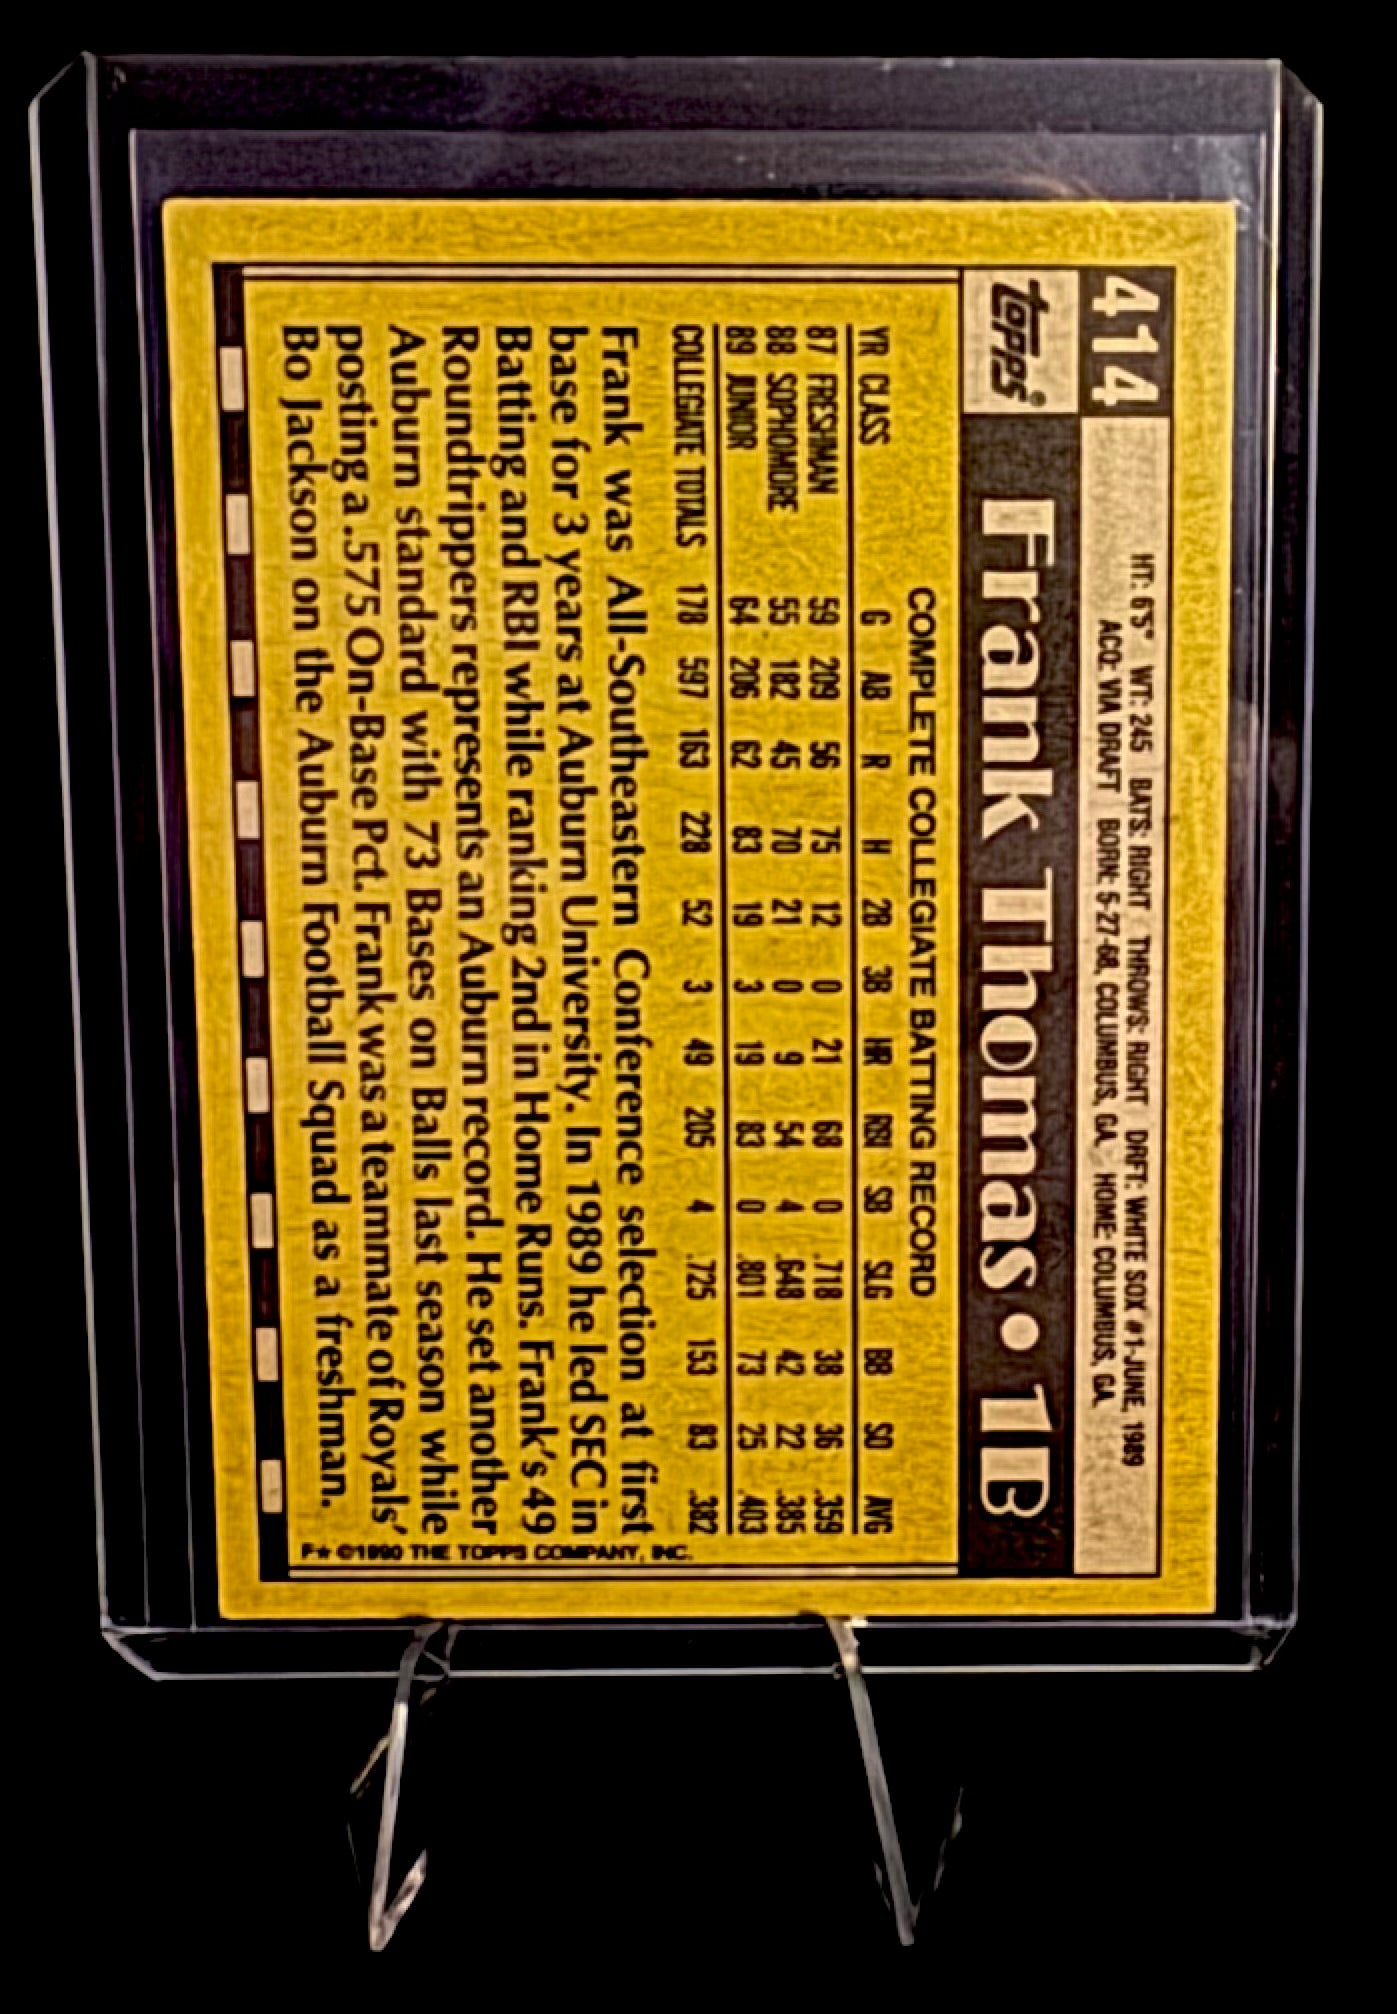 414 HT: 6'5" WT: 245 BATS: RIGHT THROWS: RIGHT DRFT: WHITE SOX #1-JUNE, 1989
ACQ: VIA DRAFT BORN: 5-27-68, COLUMBUS, GA. HOME: COLUMBUS, GA.
TOPPS® Frank Thomas • 1B
COMPLETE COLLEGIATE BATTING RECORD
YR CLASS G AB R H 2B 3B HR RBI SB SLG BB SO AVG
87 FRESHMAN 59 209 56 75 12 0 21 68 0 .718 38 36 .359
88 SOPHOMORE 55 182 45 70 21 0 9 54 4 .648 42 22 .385
89 JUNIOR 64 206 62 83 19 3 19 83 0 .801 73 25 .403
COLLEGIATE TOTALS 178 597 163 228 52 3 49 205 4 .725 153 83 .382
Frank was All-Southeastern Conference selection at first
base for 3 years at Auburn University. In 1989 he led SEC in
Batting and RBI while ranking 2nd in Home Runs. Frank's 49
Roundtrippers represents an Auburn record. He set another
Auburn standard with 73 Bases on Balls last season while
posting a .575 On-Base Pct. Frank was a teammate of Royals'
Bo Jackson on the Auburn Football Squad as a freshman.
F★ ©1990 THE TOPPS COMPANY, INC.